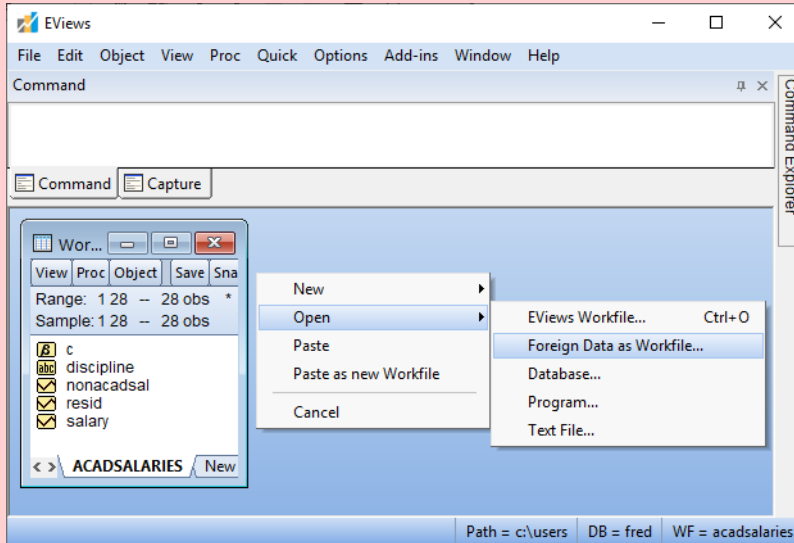 EViews
File Edit Object View Proc Quick Options Add-ins Window Help
Command
Command Capture
Command Explorer
Wor...
View Proc Object Save Sna
Range: 1 28 -- 28 obs *
Sample: 1 28 -- 28 obs
β c
abc discipline
nonacadsal
resid
salary
ACADSALARIES New
New
Open
Paste
Paste as new Workfile
Cancel
EViews Workfile... Ctrl+O
Foreign Data as Workfile...
Database...
Program...
Text File...
Path = c:\users DB = fred WF = acadsalaries